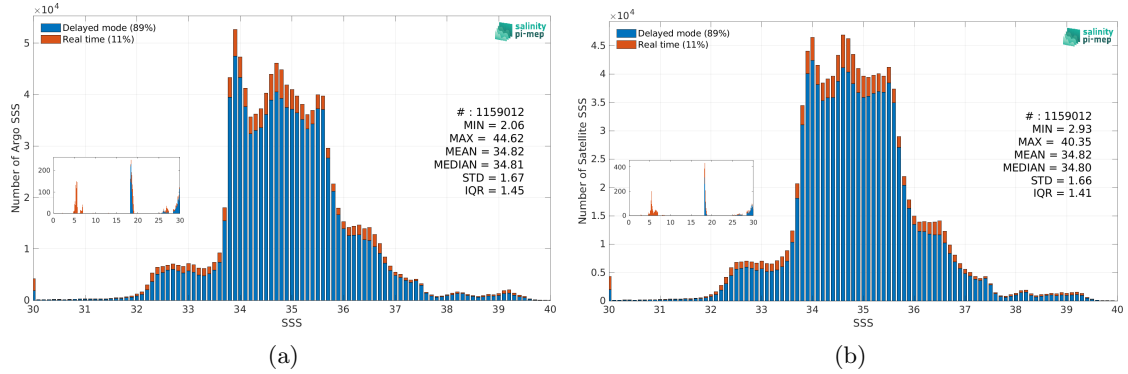 ×10⁴
Delayed mode (89%)
Real time (11%)
salinity
pi-mep
# : 1159012
MIN = 2.06
MAX = 44.62
MEAN = 34.82
MEDIAN = 34.81
STD = 1.67
IQR = 1.45
Number of Argo SSS
5
4
3
2
1
0
200
100
0
5 10 15 20 25 30
30 31 32 33 34 35 36 37 38 39 40
SSS
(a)
×10⁴
Delayed mode (89%)
Real time (11%)
salinity
pi-mep
# : 1159012
MIN = 2.93
MAX = 40.35
MEAN = 34.82
MEDIAN = 34.80
STD = 1.66
IQR = 1.41
Number of Satellite SSS
4.5
4
3.5
3
2.5
2
1.5
1
0.5
0
400
200
0
0 5 10 15 20 25 30
30 31 32 33 34 35 36 37 38 39 40
SSS
(b)